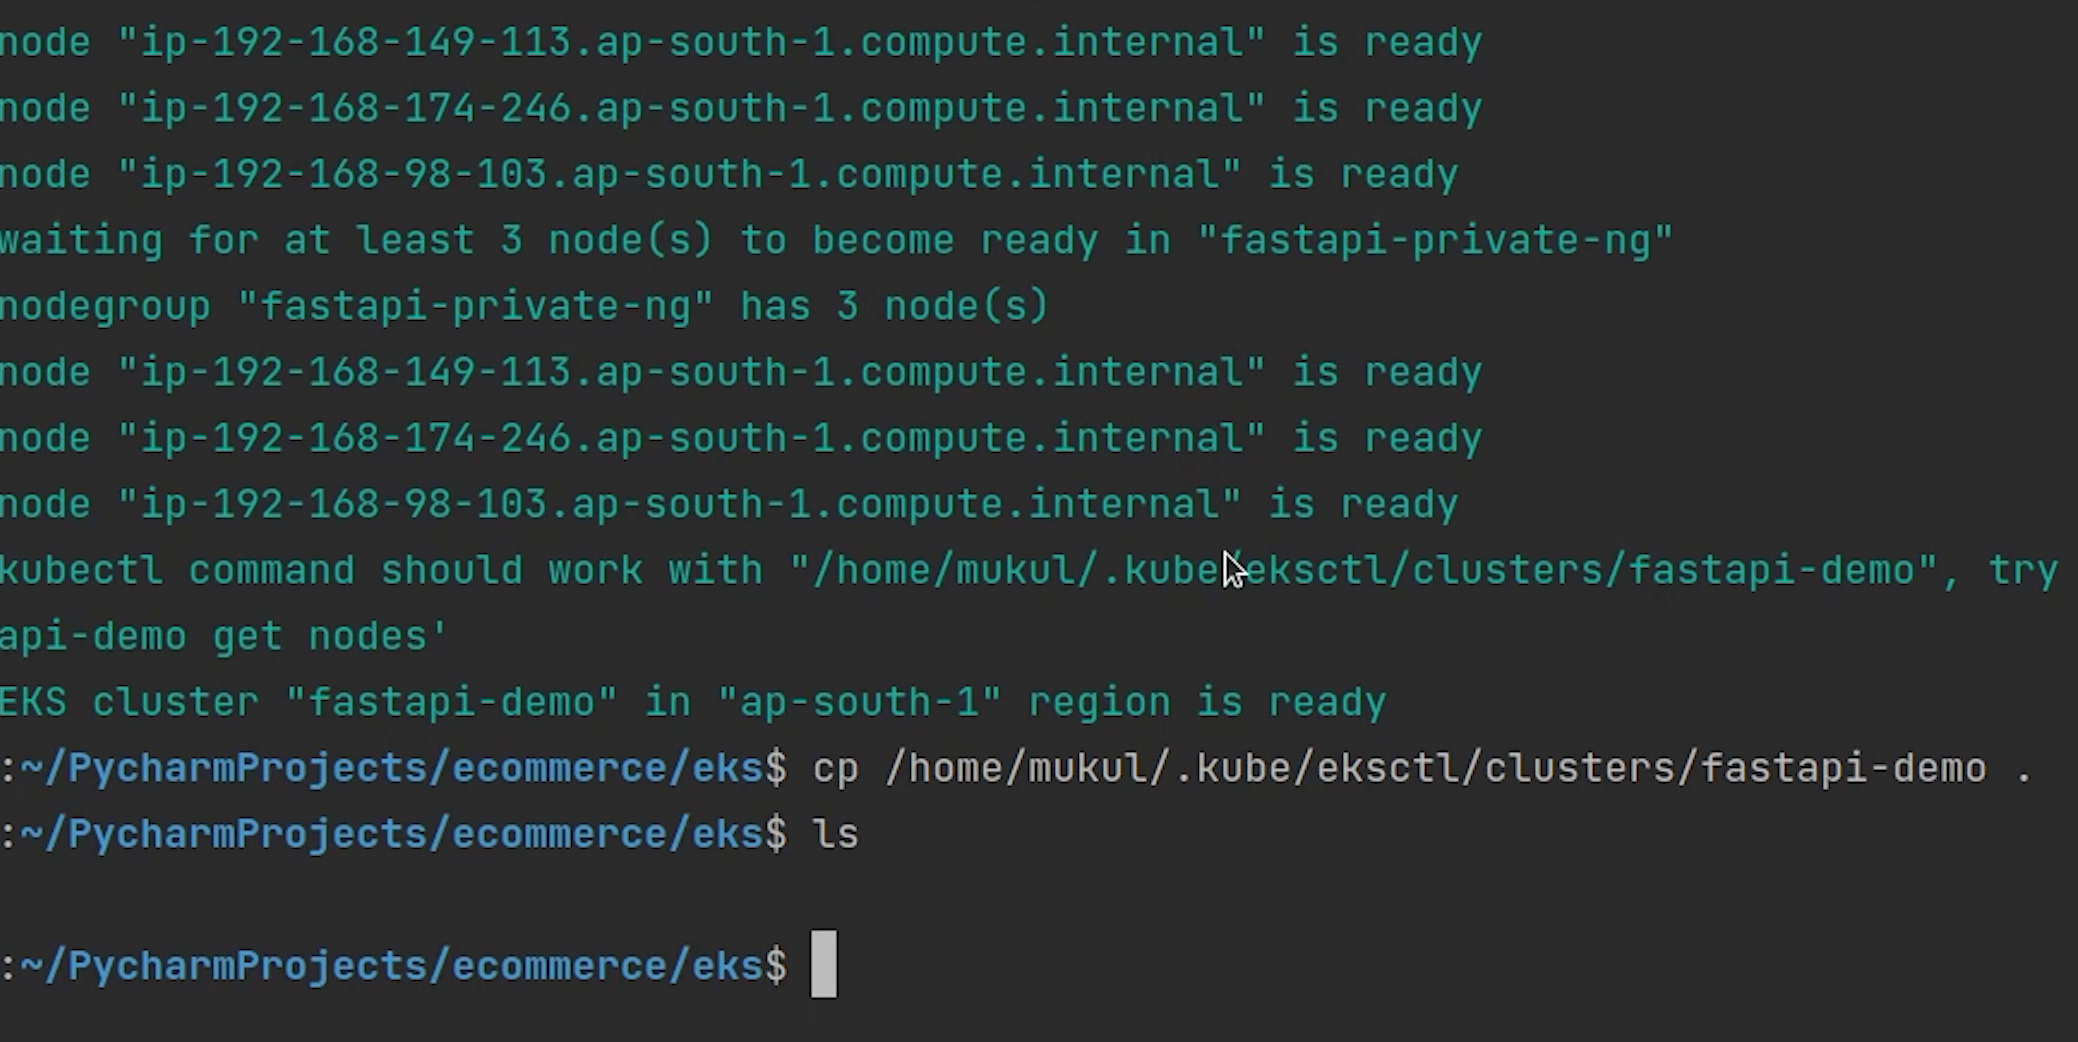 node "ip-192-168-149-113.ap-south-1.compute.internal" is ready
node "ip-192-168-174-246.ap-south-1.compute.internal" is ready
node "ip-192-168-98-103.ap-south-1.compute.internal" is ready
waiting for at least 3 node(s) to become ready in "fastapi-private-ng"
nodegroup "fastapi-private-ng" has 3 node(s)
node "ip-192-168-149-113.ap-south-1.compute.internal" is ready
node "ip-192-168-174-246.ap-south-1.compute.internal" is ready
node "ip-192-168-98-103.ap-south-1.compute.internal" is ready
kubectl command should work with "/home/mukul/.kube/eksctl/clusters/fastapi-demo", try
api-demo get nodes'
EKS cluster "fastapi-demo" in "ap-south-1" region is ready
:~/PycharmProjects/ecommerce/eks$ cp /home/mukul/.kube/eksctl/clusters/fastapi-demo .
:~/PycharmProjects/ecommerce/eks$ ls
:~/PycharmProjects/ecommerce/eks$